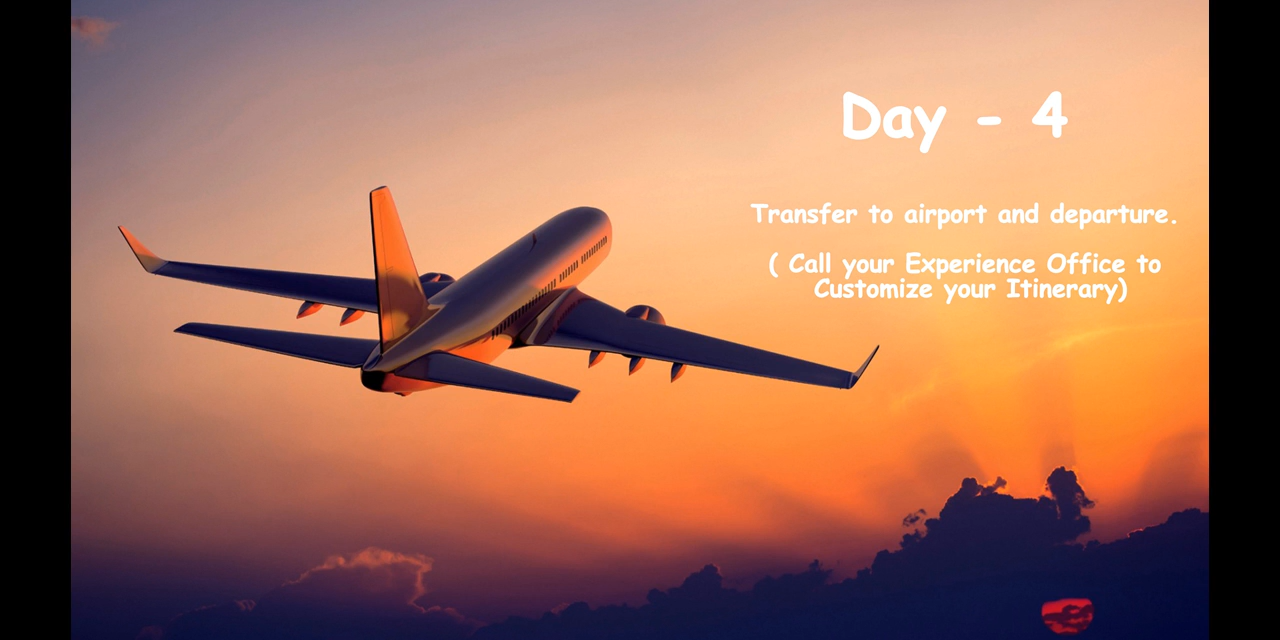 Day - 4
Transfer to airport and departure.
( Call your Experience Office to
Customize your Itinerary)